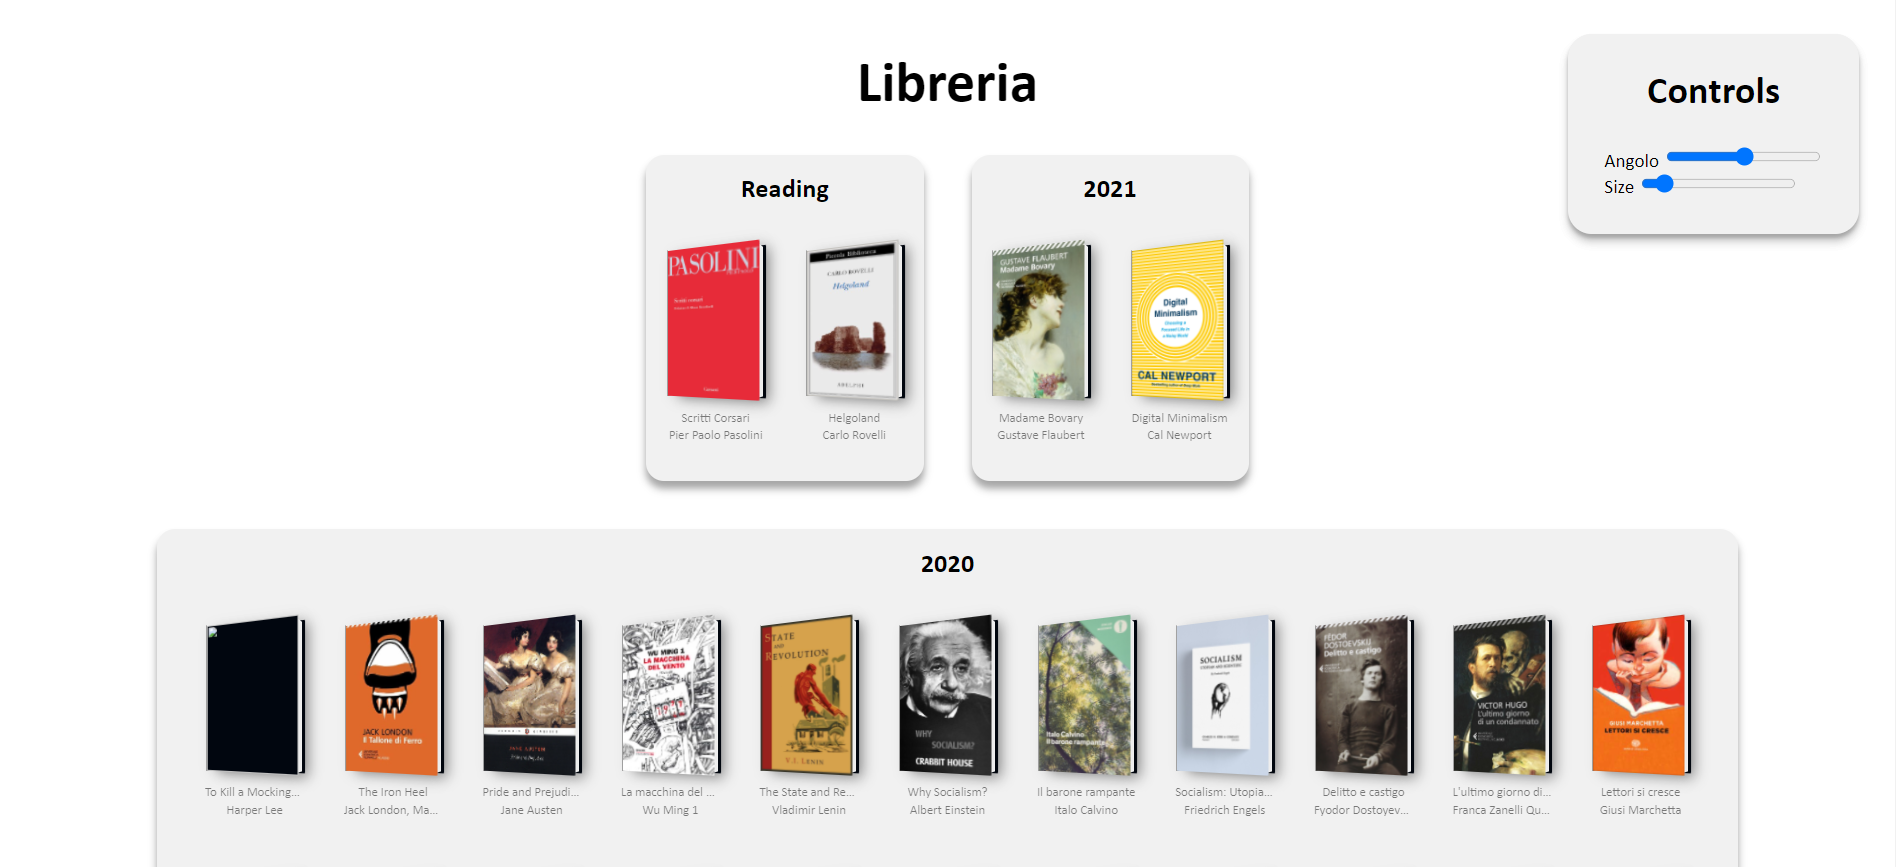 Libreria
Controls
Angolo
Size
Reading
PASOLINI
Scritti corsari
Piccola Biblioteca
CARLO ROVELLI
Helgoland
ADELPHI
Scritti Corsari
Pier Paolo Pasolini
Helgoland
Carlo Rovelli
2021
GUSTAVE FLAUBERT
Madame Bovary
Digital
Minimalism
Choosing a
Focused Life in
a Noisy World
CAL NEWPORT
Madame Bovary
Gustave Flaubert
Digital Minimalism
Cal Newport
2020
JACK LONDON
Il Tallone di Ferro
JANE AUSTEN
WU MING 1
LA MACCHINA
DEL VENTO
STATE
AND
REVOLUTION
V.I. LENIN
WHY
SOCIALISM?
CRABBIT HOUSE
Italo Calvino
Il barone rampante
SOCIALISM
FËDOR
DOSTOEVSKIJ
Delitto e castigo
VICTOR HUGO
L'ultimo giorno
di un condannato
GIUSI MARCHETTA
LETTORI SI CRESCE
To Kill a Mocking...
Harper Lee
The Iron Heel
Jack London, Ma...
Pride and Prejudi...
Jane Austen
La macchina del ...
Wu Ming 1
The State and Re...
Vladimir Lenin
Why Socialism?
Albert Einstein
Il barone rampante
Italo Calvino
Socialism: Utopia...
Friedrich Engels
Delitto e castigo
Fyodor Dostoyev...
L'ultimo giorno di...
Franca Zanelli Qu...
Lettori si cresce
Giusi Marchetta